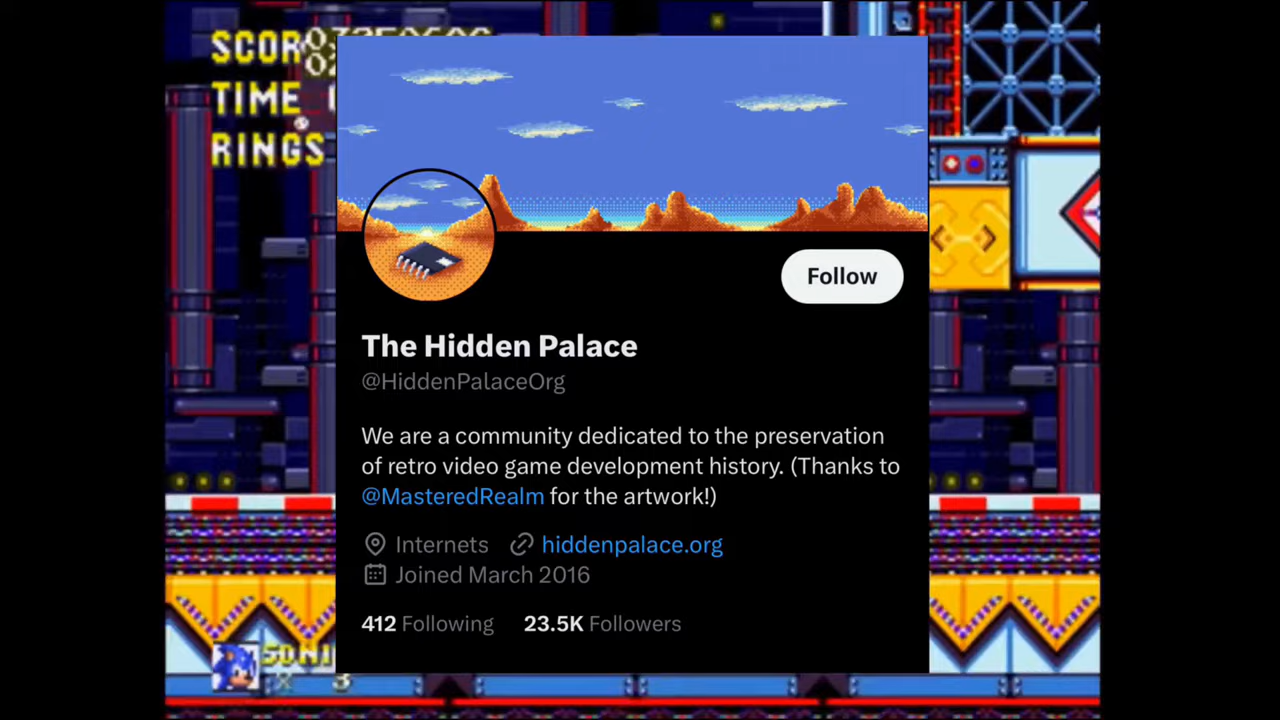 SCOR
TIME
RINGS
Follow
The Hidden Palace
@HiddenPalaceOrg
We are a community dedicated to the preservation
of retro video game development history. (Thanks to
@MasteredRealm for the artwork!)
Internets hiddenpalace.org
Joined March 2016
412 Following 23.5K Followers
SONI
X 3